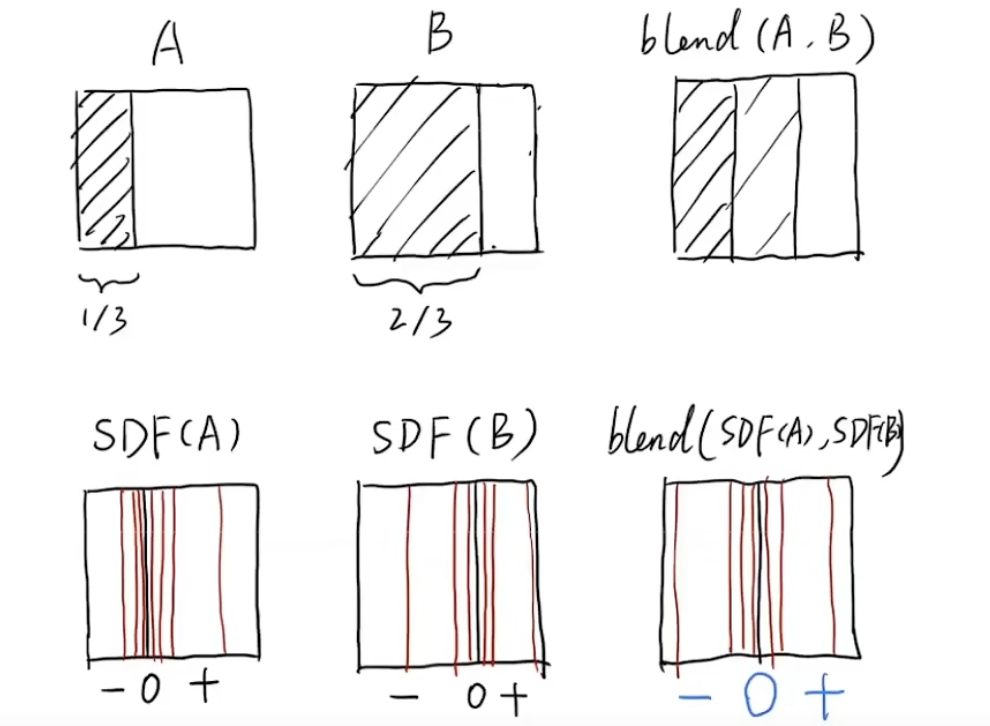 A B blend (A, B)
1/3 2/3
SDF(A) SDF(B) blend(SDF(A), SDF(B))
- 0 + - 0 + - 0 +